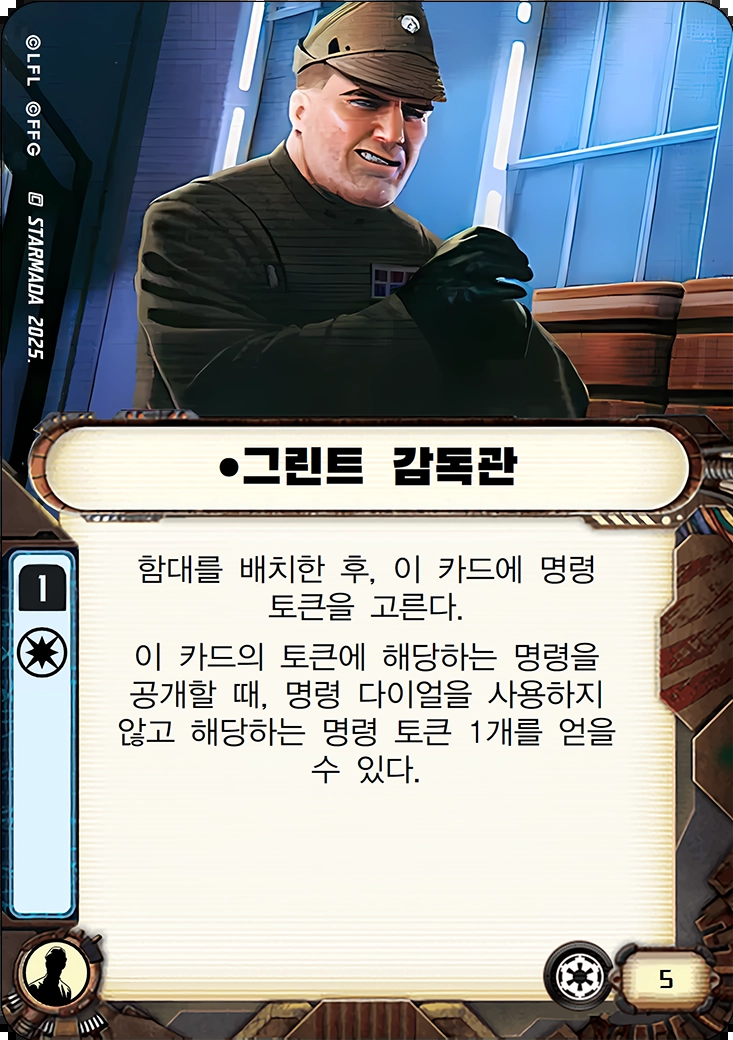 ©LFL ©FFG
STARMADA 2025.
•그린트 감독관
함대를 배치한 후, 이 카드에 명령
토큰을 고른다.
이 카드의 토큰에 해당하는 명령을
공개할 때, 명령 다이얼을 사용하지
않고 해당하는 명령 토큰 1개를 얻을
수 있다.
1
5